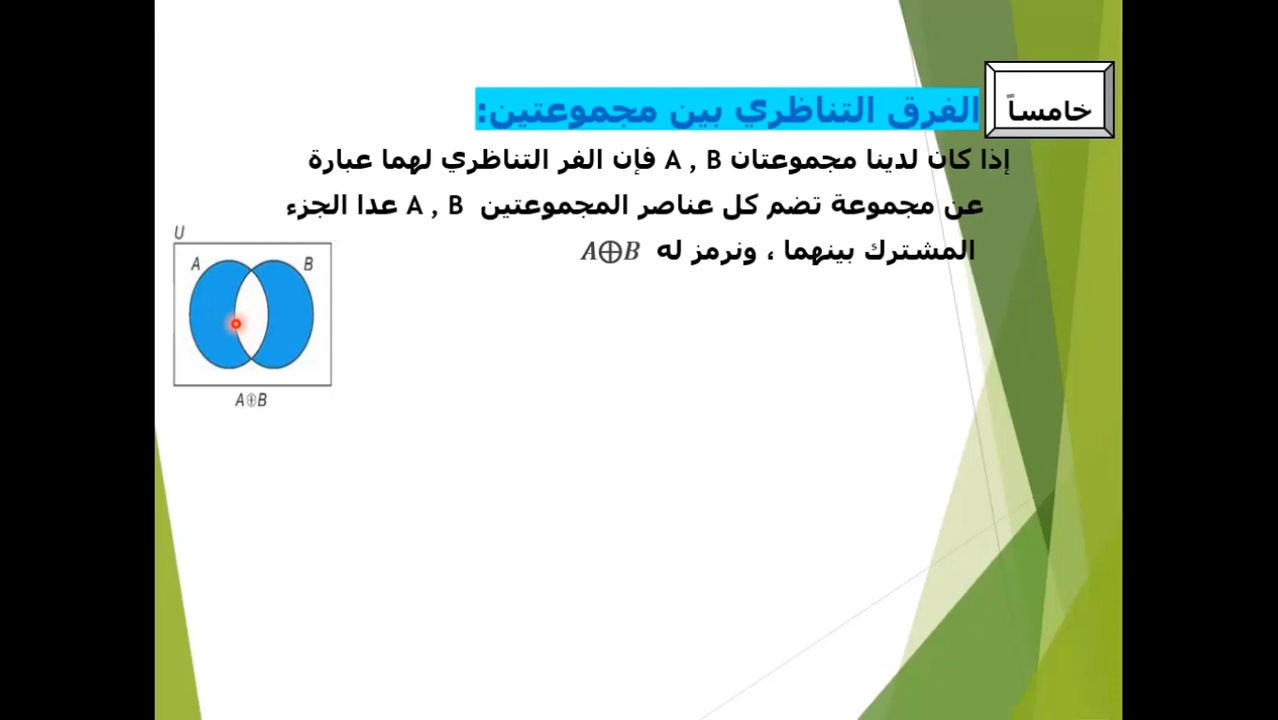 خامساً
الفرق التناظري بين مجموعتين:
إذا كان لدينا مجموعتان A , B فإن الفر التناظري لهما عبارة
عن مجموعة تضم كل عناصر المجموعتين A , B عدا الجزء
المشترك بينهما ، ونرمز له A⊕B
U
A B
A⊕B